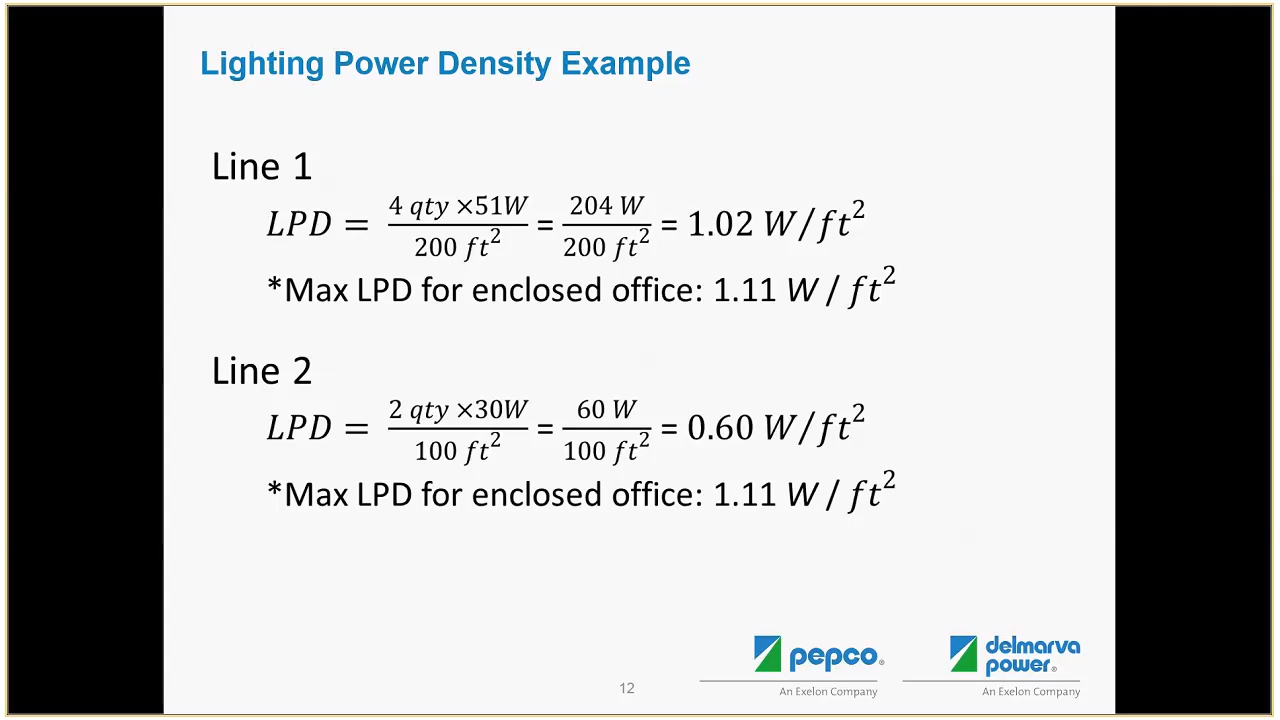 Lighting Power Density Example
Line 1
LPD = 4 qty ×51W / 200 ft² = 204 W / 200 ft² = 1.02 W/ft²
*Max LPD for enclosed office: 1.11 W / ft²
Line 2
LPD = 2 qty ×30W / 100 ft² = 60 W / 100 ft² = 0.60 W/ft²
*Max LPD for enclosed office: 1.11 W / ft²
pepco®
An Exelon Company
delmarva
power®
An Exelon Company
12